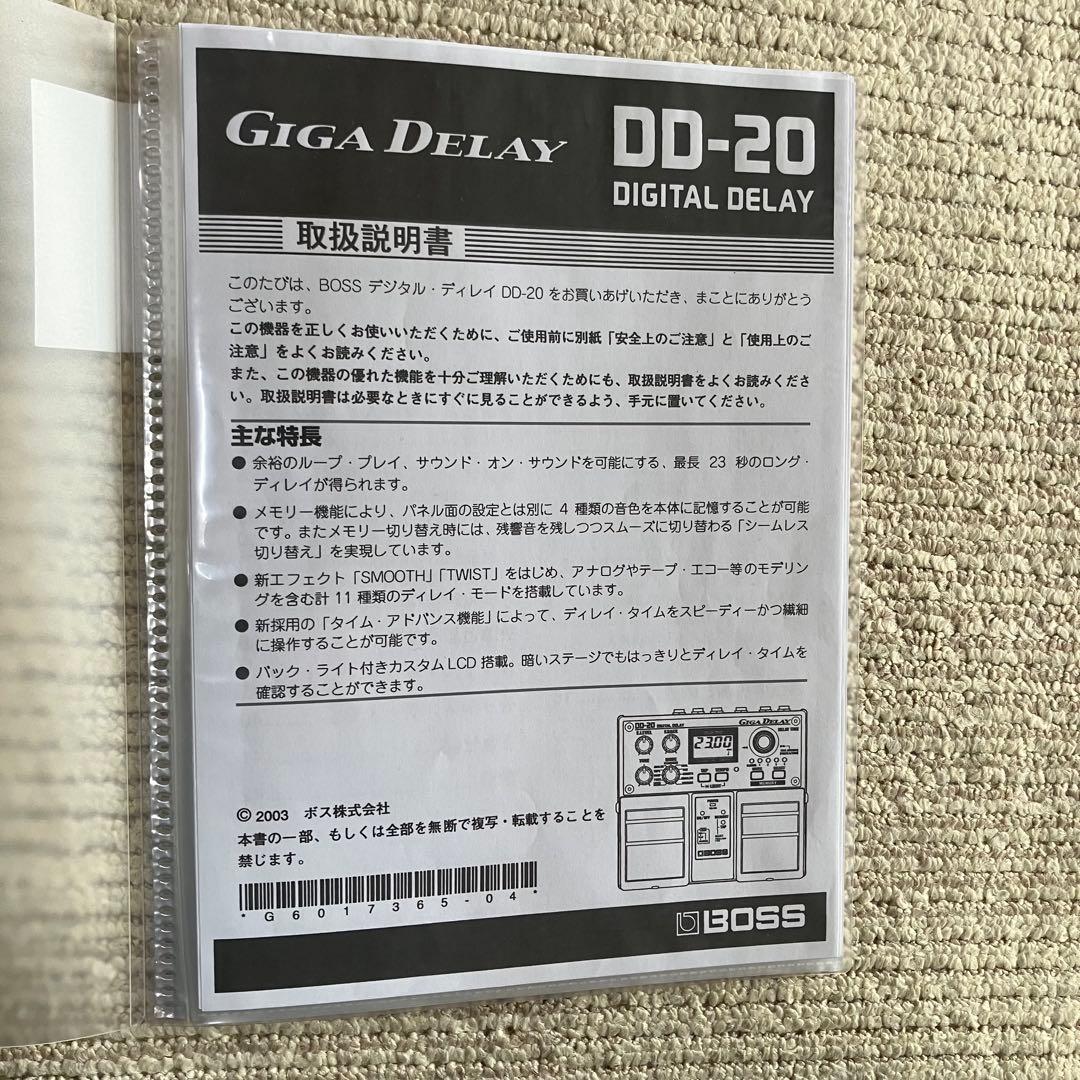 GIGA DELAY
DD-20
DIGITAL DELAY
取扱説明書
このたびは、BOSS デジタル・ディレイ DD-20 をお買いあげいただき、まことにありがとう
ございます。
この機器を正しくお使いいただくために、ご使用前に別紙「安全上のご注意」と「使用上のご
注意」をよくお読みください。
また、この機器の優れた機能を十分ご理解いただくためにも、取扱説明書をよくお読みくださ
い。取扱説明書は必要なときにすぐに見ることができるよう、手元に置いてください。
主な特長
● 余裕のループ・プレイ、サウンド・オン・サウンドを可能にする、最長 23 秒のロング・
ディレイが得られます。
● メモリー機能により、パネル面の設定とは別に 4 種類の音色を本体に記憶することが可能
です。またメモリー切り替え時には、残響音を残しつつスムーズに切り替わる「シームレス
切り替え」を実現しています。
● 新エフェクト「SMOOTH」「TWIST」をはじめ、アナログやテープ・エコー等のモデリン
グを含む計 11 種類のディレイ・モードを搭載しています。
● 新採用の「タイム・アドバンス機能」によって、ディレイ・タイムをスピーディーかつ繊細
に操作することが可能です。
● バック・ライト付きカスタム LCD 搭載。暗いステージでもはっきりとディレイ・タイムを
確認することができます。
DD-20 DIGITAL DELAY
GIGA DELAY
E.LEVEL
DELAY TIME
23.00
BOSS
© 2003 ボス株式会社
本書の一部、もしくは全部を無断で複写・転載することを
禁じます。
* G 6 0 1 7 3 6 5 - 0 4 *
BOSS